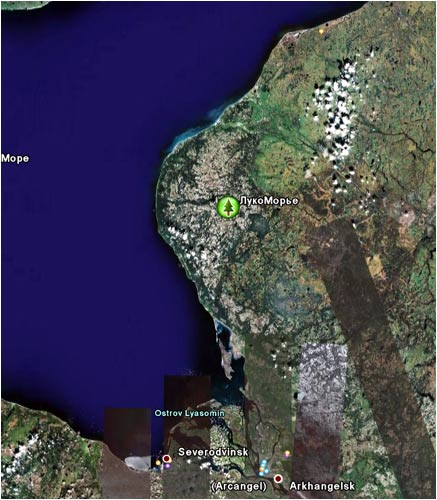 Море
ЛукоМорье
Ostrov Lyasomin
Severodvinsk
(Arcangel)
Arkhangelsk